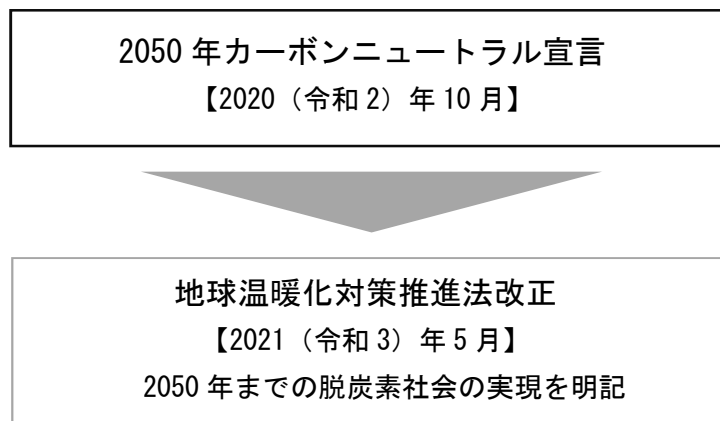 2050 年カーボンニュートラル宣言
【2020（令和 2）年 10 月】
地球温暖化対策推進法改正
【2021（令和 3）年 5 月】
2050 年までの脱炭素社会の実現を明記